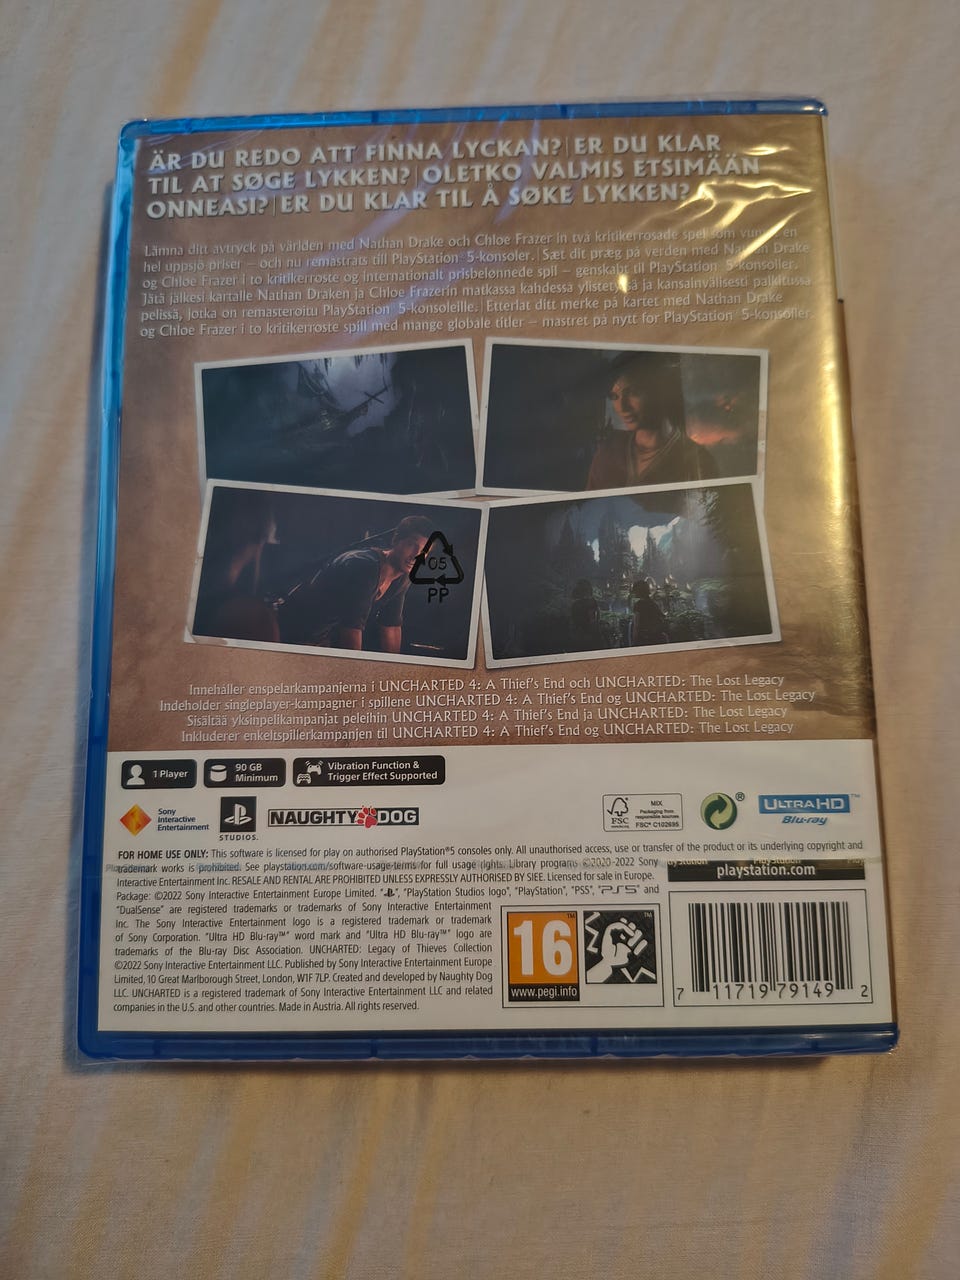 ÄR DU REDO ATT FINNA LYCKAN? | ER DU KLAR
TIL AT SØGE LYKKEN? | OLETKO VALMIS ETSIMÄÄN
ONNEASI? | ER DU KLAR TIL Å SØKE LYKKEN?
Lämna ditt avtryck på världen med Nathan Drake och Chloe Frazer in två kritikerrosade spel som en
hel uppsjö priser – och nu remastrats till PlayStation 5-konsoler. | Sæt dit præg på verden med Nathan Drake
og Chloe Frazer i to kritikerroste og internationalt prisbelønnede spil – genskabt til PlayStation 5-konsoller.
Jätä jälkesi kartalle Nathan Draken ja Chloe Frazerin matkassa kahdessa ylistetyssä ja kansainvälisesti palkitussa
pelissä, jotka on remasteroitu PlayStation 5-konsoleille. | Etterlat ditt merke på kartet med Nathan Drake
og Chloe Frazer i to kritikerroste spill med mange globale titler – mastret på nytt for PlayStation 5-konsoller.
05
PP
Innehåller enspelarkampanjerna i UNCHARTED 4: A Thief's End och UNCHARTED: The Lost Legacy
Indeholder singleplayer-kampagner i spillene UNCHARTED 4: A Thief's End og UNCHARTED: The Lost Legacy
Sisältää yksinpelikampanjat peleihin UNCHARTED 4: A Thief's End ja UNCHARTED: The Lost Legacy
Inkluderer enkeltspillerkampanjen til UNCHARTED 4: A Thief's End og UNCHARTED: The Lost Legacy
1 Player
90 GB
Minimum
Vibration Function &
Trigger Effect Supported
Sony
Interactive
Entertainment
STUDIOS.
NAUGHTY DOG
FSC
www.fsc.org
MIX
Packaging from
responsible sources
FSC® C102695
®
ULTRA HD™
Blu-ray
FOR HOME USE ONLY: This software is licensed for play on authorised PlayStation®5 consoles only. All unauthorised access, use or transfer of the product or its underlying copyright and
trademark works is prohibited. See playstation.com/software-usage-terms for full usage rights. Library programs ©2020-2022 Sony
Interactive Entertainment Inc. RESALE AND RENTAL ARE PROHIBITED UNLESS EXPRESSLY AUTHORISED BY SIEE. Licensed for sale in Europe.
Package: ©2022 Sony Interactive Entertainment Europe Limited. "", "PlayStation Studios logo", "PlayStation", "PS5", "PS5" and
"DualSense" are registered trademarks or trademarks of Sony Interactive Entertainment
Inc. The Sony Interactive Entertainment logo is a registered trademark or trademark
of Sony Corporation. "Ultra HD Blu-ray™" word mark and "Ultra HD Blu-ray™" logo are
trademarks of the Blu-ray Disc Association. UNCHARTED: Legacy of Thieves Collection
©2022 Sony Interactive Entertainment LLC. Published by Sony Interactive Entertainment Europe
Limited, 10 Great Marlborough Street, London, W1F 7LP. Created and developed by Naughty Dog
LLC. UNCHARTED is a registered trademark of Sony Interactive Entertainment LLC and related
companies in the U.S. and other countries. Made in Austria. All rights reserved.
playstation.com
16
www.pegi.info
7 11719 79149 2